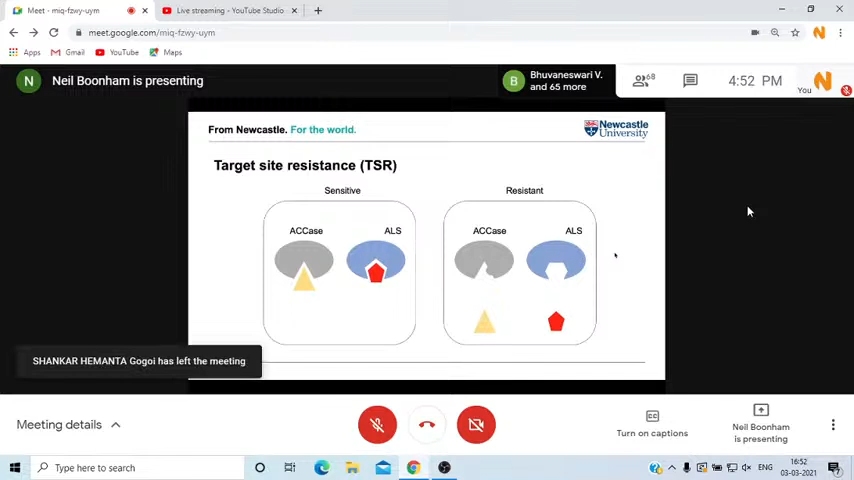 Meet - miq-fzwy-uym
Live streaming - YouTube Studio
meet.google.com/miq-fzwy-uym
Apps
Gmail
YouTube
Maps
N
Neil Boonham is presenting
B
Bhuvaneswari V.
and 65 more
68
4:52 PM
You
From Newcastle. For the world.
Newcastle
University
Target site resistance (TSR)
Sensitive
Resistant
ACCase
ALS
ACCase
ALS
SHANKAR HEMANTA Gogoi has left the meeting
Meeting details
Turn on captions
Neil Boonham
is presenting
Type here to search
ENG
16:52
03-03-2021